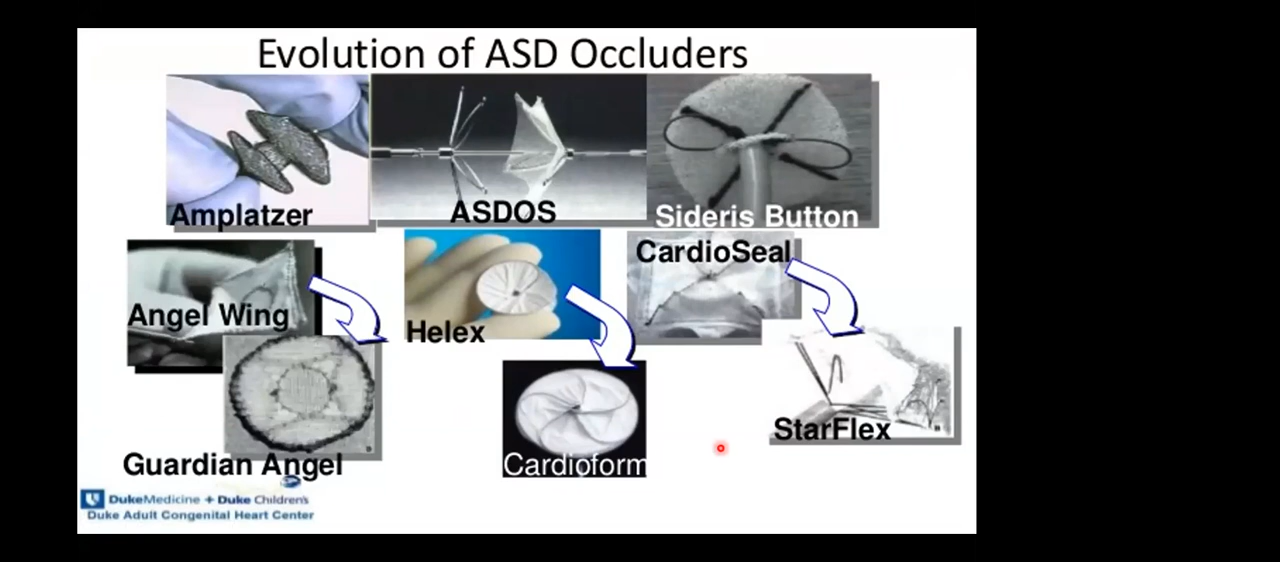 Evolution of ASD Occluders
Amplatzer
ASDOS
Sideris Button
Angel Wing
Helex
CardioSeal
Guardian Angel
Cardioform
StarFlex
DukeMedicine + Duke Children's
Duke Adult Congenital Heart Center